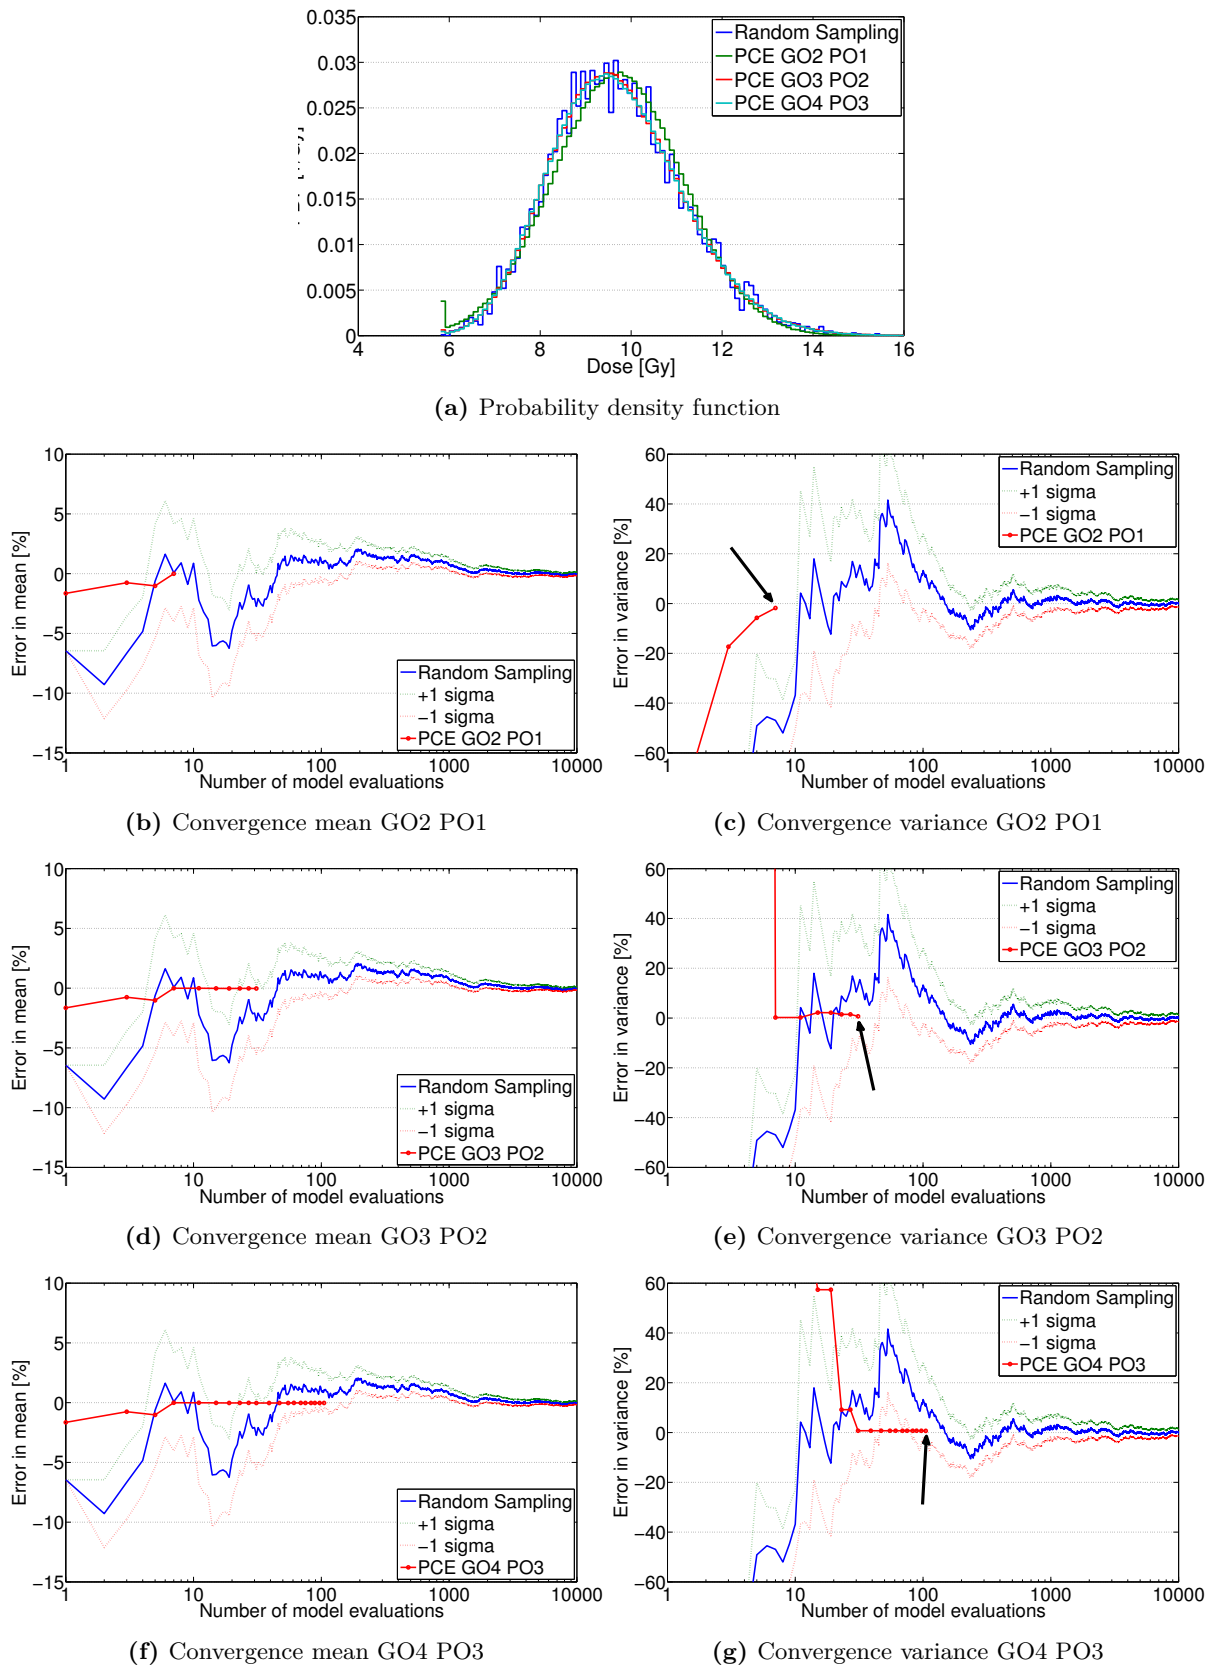 0.035
0.03
0.025
0.02
0.015
0.01
0.005
0
4 6 8 10 12 14 16
Dose [Gy]
Random Sampling
PCE GO2 PO1
PCE GO3 PO2
PCE GO4 PO3
(a) Probability density function
Error in mean [%]
10
5
0
−5
−10
−15
1 10 100 1000 10000
Number of model evaluations
Random Sampling
+1 sigma
−1 sigma
PCE GO2 PO1
(b) Convergence mean GO2 PO1
Error in variance [%]
60
40
20
0
−20
−40
−60
1 10 100 1000 10000
Number of model evaluations
Random Sampling
+1 sigma
−1 sigma
PCE GO2 PO1
(c) Convergence variance GO2 PO1
Error in mean [%]
10
5
0
−5
−10
−15
1 10 100 1000 10000
Number of model evaluations
Random Sampling
+1 sigma
−1 sigma
PCE GO3 PO2
(d) Convergence mean GO3 PO2
Error in variance [%]
60
40
20
0
−20
−40
−60
1 10 100 1000 10000
Number of model evaluations
Random Sampling
+1 sigma
−1 sigma
PCE GO3 PO2
(e) Convergence variance GO3 PO2
Error in mean [%]
10
5
0
−5
−10
−15
1 10 100 1000 10000
Number of model evaluations
Random Sampling
+1 sigma
−1 sigma
PCE GO4 PO3
(f) Convergence mean GO4 PO3
Error in variance [%]
60
40
20
0
−20
−40
−60
1 10 100 1000 10000
Number of model evaluations
Random Sampling
+1 sigma
−1 sigma
PCE GO4 PO3
(g) Convergence variance GO4 PO3